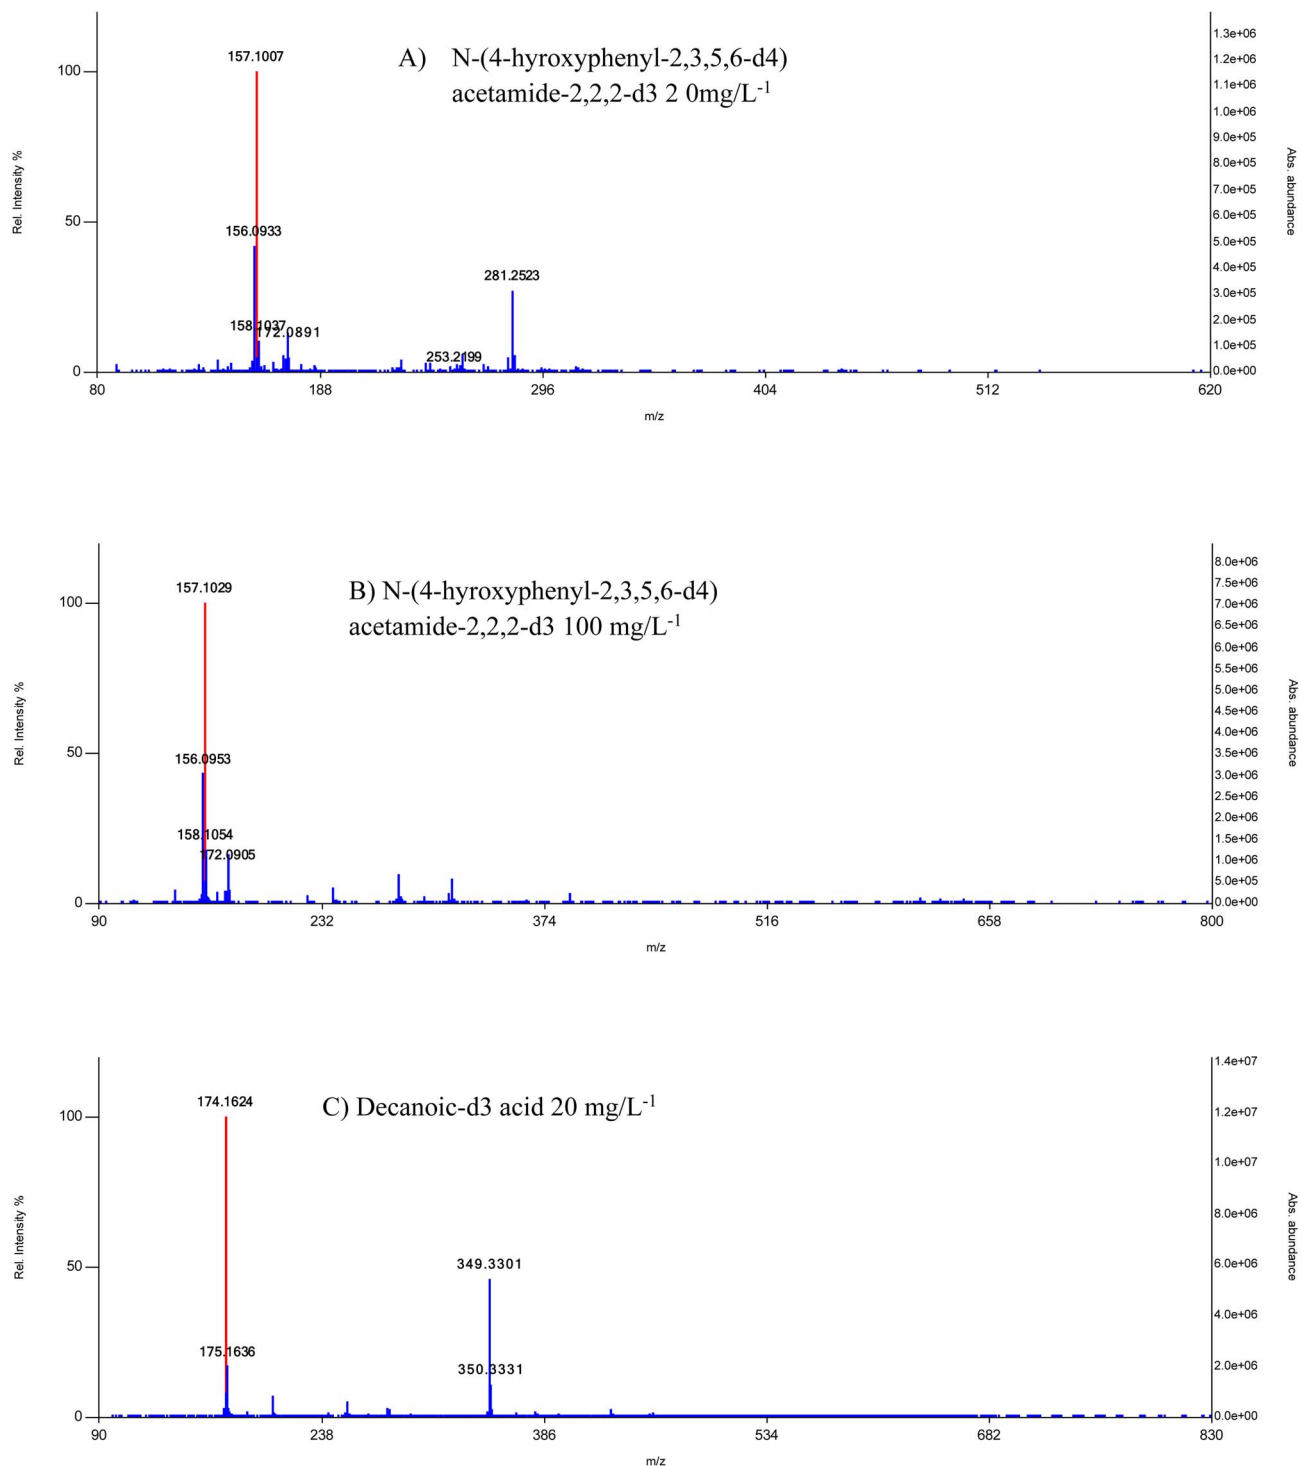 A) N-(4-hyroxyphenyl-2,3,5,6-d4)
acetamide-2,2,2-d3 2 0mg/L-1
157.1007
156.0933
158.1037
172.0891
253.2199
281.2523
Rel. Intensity %
100
50
0
80 188 296 404 512 620
m/z
1.3e+06
1.2e+06
1.1e+06
1.0e+06
9.0e+05
8.0e+05
7.0e+05
6.0e+05
5.0e+05
4.0e+05
3.0e+05
2.0e+05
1.0e+05
0.0e+00
Abs. abundance
B) N-(4-hyroxyphenyl-2,3,5,6-d4)
acetamide-2,2,2-d3 100 mg/L-1
157.1029
156.0953
158.1054
172.0905
Rel. Intensity %
100
50
0
90 232 374 516 658 800
m/z
8.0e+06
7.5e+06
7.0e+06
6.5e+06
6.0e+06
5.5e+06
5.0e+06
4.5e+06
4.0e+06
3.5e+06
3.0e+06
2.5e+06
2.0e+06
1.5e+06
1.0e+06
5.0e+05
0.0e+00
Abs. abundance
C) Decanoic-d3 acid 20 mg/L-1
174.1624
175.1636
349.3301
350.3331
Rel. Intensity %
100
50
0
90 238 386 534 682 830
m/z
1.4e+07
1.2e+07
1.0e+07
8.0e+06
6.0e+06
4.0e+06
2.0e+06
0.0e+00
Abs. abundance